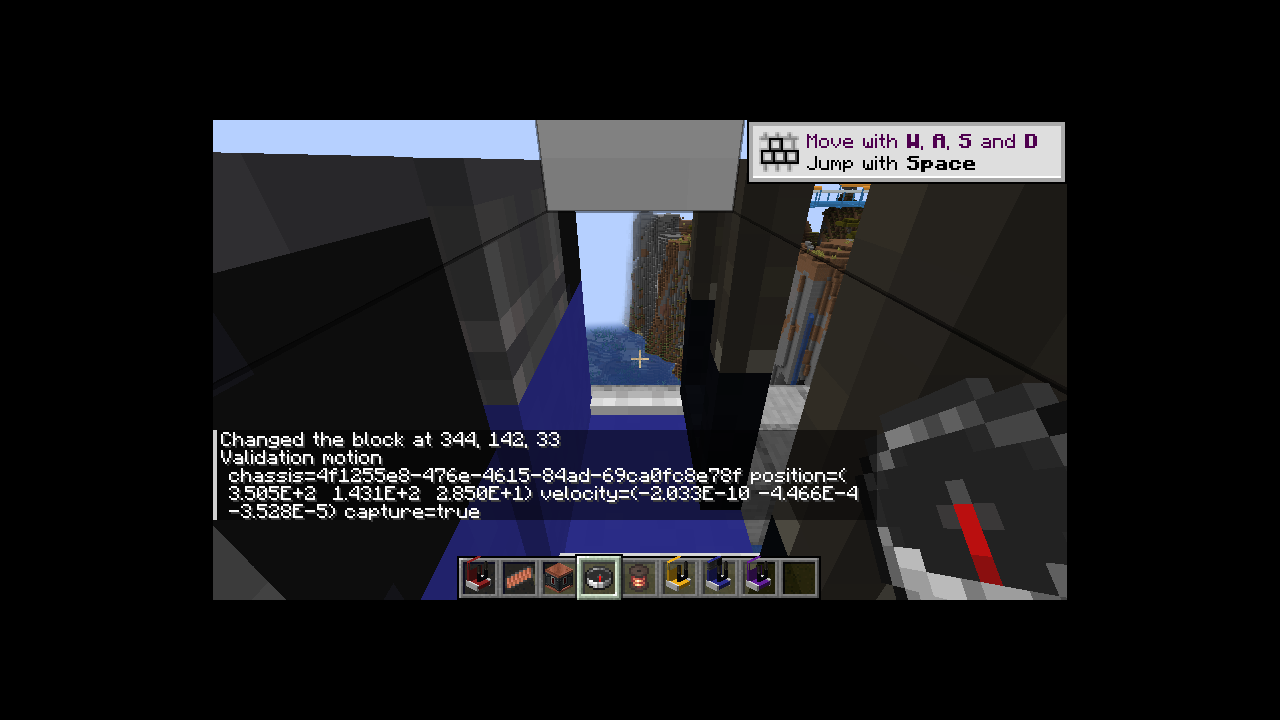 Move with W, A, S and D
Jump with Space
Changed the block at 344, 142, 33
Validation motion
chassis=4f1255e8-476e-4615-84ad-69ca0fc8e78f position=(
3.505E+2 1.431E+2 2.850E+1) velocity=(-2.033E-10 -4.466E-4
-3.528E-5) capture=true